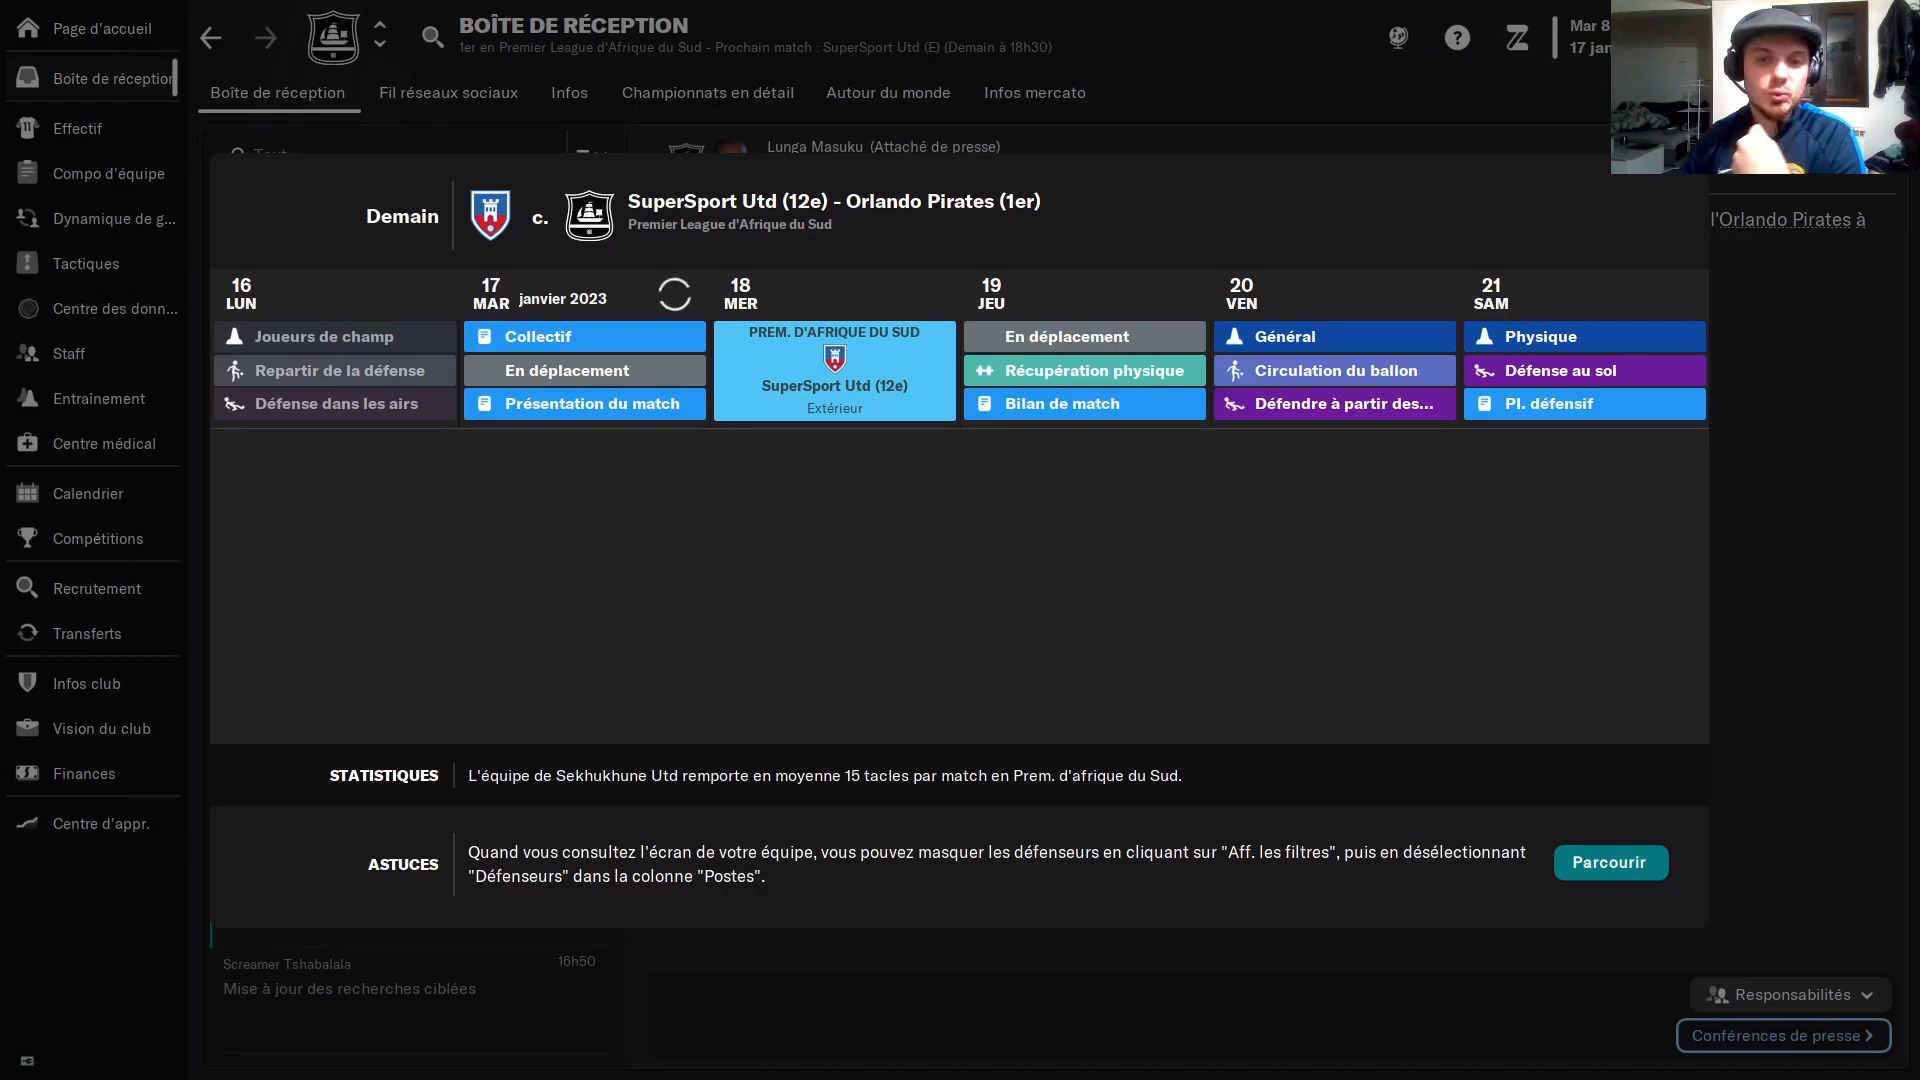 Page d'accueil
Boîte de réception
Effectif
Compo d'équipe
Dynamique de g...
Tactiques
Centre des donn...
Staff
Entraînement
Centre médical
Calendrier
Compétitions
Recrutement
Transferts
Infos club
Vision du club
Finances
Centre d'appr.
BOÎTE DE RÉCEPTION
1er en Premier League d'Afrique du Sud - Prochain match : SuperSport Utd (E) (Demain à 18h30)
Mar 8
17 jan
Boîte de réception
Fil réseaux sociaux
Infos
Championnats en détail
Autour du monde
Infos mercato
Lunga Masuku (Attaché de presse)
l'Orlando Pirates à
Demain
c.
SuperSport Utd (12e) - Orlando Pirates (1er)
Premier League d'Afrique du Sud
16 LUN
17 MAR janvier 2023
18 MER
19 JEU
20 VEN
21 SAM
Joueurs de champ
Repartir de la défense
Défense dans les airs
Collectif
En déplacement
Présentation du match
PREM. D'AFRIQUE DU SUD
SuperSport Utd (12e)
Extérieur
En déplacement
Récupération physique
Bilan de match
Général
Circulation du ballon
Défendre à partir des...
Physique
Défense au sol
Pl. défensif
STATISTIQUES
L'équipe de Sekhukhune Utd remporte en moyenne 15 tacles par match en Prem. d'afrique du Sud.
ASTUCES
Quand vous consultez l'écran de votre équipe, vous pouvez masquer les défenseurs en cliquant sur "Aff. les filtres", puis en désélectionnant
"Défenseurs" dans la colonne "Postes".
Parcourir
Screamer Tshabalala
16h50
Mise à jour des recherches ciblées
Responsabilités
Conférences de presse